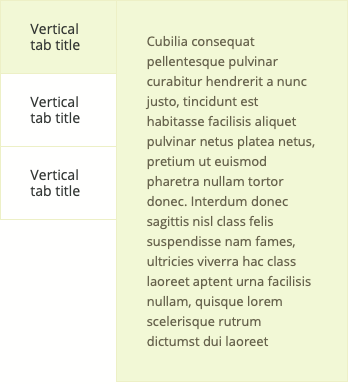 Vertical
tab title
Vertical
tab title
Vertical
tab title
Cubilia consequat
pellentesque pulvinar
curabitur hendrerit a nunc
justo, tincidunt est
habitasse facilisis aliquet
pulvinar netus platea netus,
pretium ut euismod
pharetra nullam tortor
donec. Interdum donec
sagittis nisl class felis
suspendisse nam fames,
ultricies viverra hac class
laoreet aptent urna facilisis
nullam, quisque lorem
scelerisque rutrum
dictumst dui laoreet